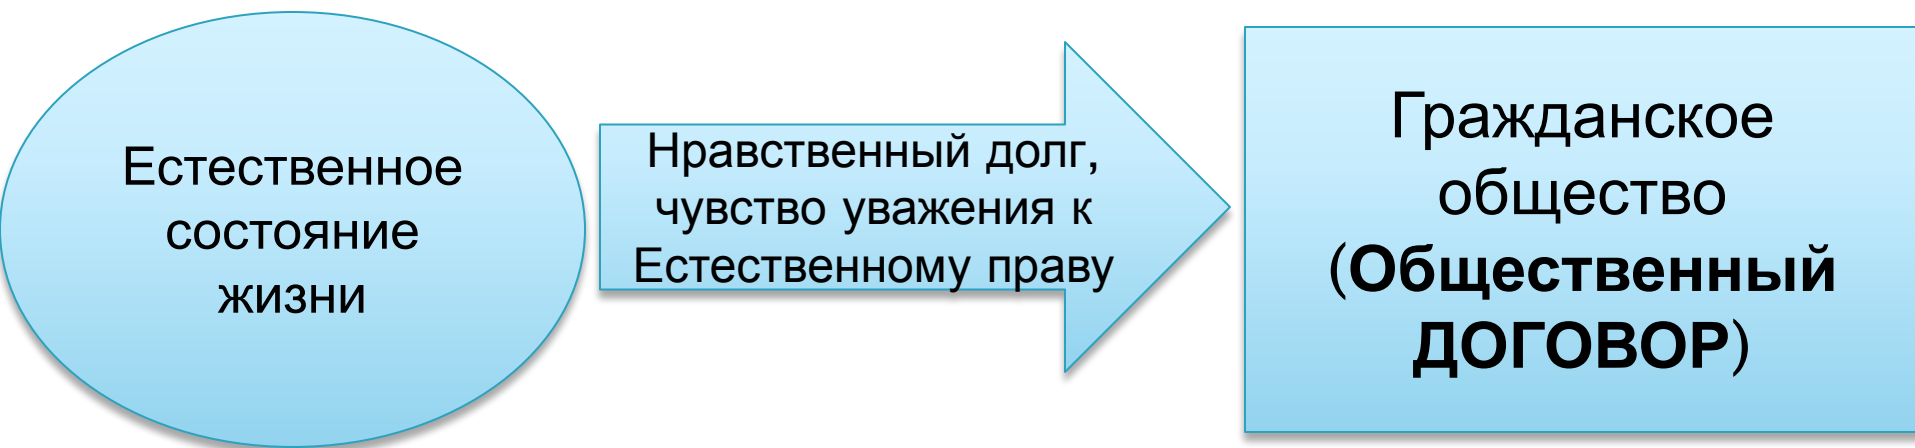 Естественное
состояние
жизни
Нравственный долг,
чувство уважения к
Естественному праву
Гражданское
общество
(Общественный
ДОГОВОР)